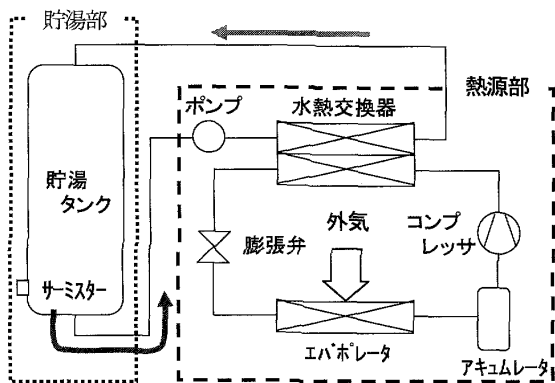 貯湯部
熱源部
ポンプ
水熱交換器
貯湯
タンク
外気
コンプ
レッサ
膨張弁
サーミスター
エバポレータ
アキュムレータ